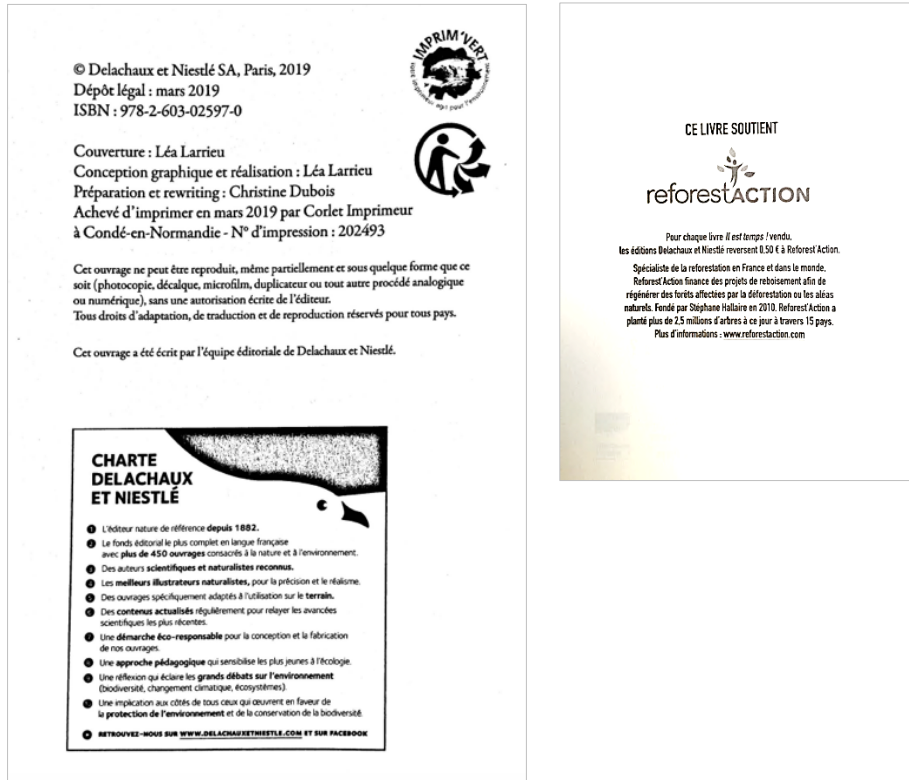 © Delachaux et Niestlé SA, Paris, 2019
Dépôt légal : mars 2019
ISBN : 978-2-603-02597-0
IMPRIM'VERT
Couverture : Léa Larrieu
Conception graphique et réalisation : Léa Larrieu
Préparation et rewriting : Christine Dubois
Achevé d'imprimer en mars 2019 par Corlet Imprimeur
à Condé-en-Normandie - N° d'impression : 202493
Cet ouvrage ne peut être reproduit, même partiellement et sous quelque forme que ce
soit (photocopie, décalque, microfilm, duplicateur ou tout autre procédé analogique
ou numérique), sans une autorisation écrite de l'éditeur.
Tous droits d'adaptation, de traduction et de reproduction réservés pour tous pays.
Cet ouvrage a été écrit par l'équipe éditoriale de Delachaux et Niestlé.
CHARTE
DELACHAUX
ET NIESTLÉ
1 L'éditeur nature de référence depuis 1882.
2 Le fonds éditorial le plus complet en langue française
avec plus de 450 ouvrages consacrés à la nature et à l'environnement.
3 Des auteurs scientifiques et naturalistes reconnus.
4 Les meilleurs illustrateurs naturalistes, pour la précision et le réalisme.
5 Des ouvrages spécifiquement adaptés à l'utilisation sur le terrain.
6 Des contenus actualisés régulièrement pour relayer les avancées
scientifiques les plus récentes.
7 Une démarche éco-responsable pour la conception et la fabrication
de nos ouvrages.
8 Une approche pédagogique qui sensibilise les plus jeunes à l'écologie.
9 Une réflexion qui éclaire les grands débats sur l'environnement
(biodiversité, changement climatique, écosystèmes).
10 Une implication aux côtés de tous ceux qui œuvrent en faveur de
la protection de l'environnement et de la conservation de la biodiversité.
RETROUVEZ-NOUS SUR WWW.DELACHAUXETNIESTLE.COM ET SUR FACEBOOK
CE LIVRE SOUTIENT
reforestACTION
Pour chaque livre Il est temps ! vendu,
les éditions Delachaux et Niestlé reversent 0,50 € à Reforest'Action.
Spécialiste de la reforestation en France et dans le monde,
Reforest'Action finance des projets de reboisement afin de
régénérer des forêts affectées par la déforestation ou les aléas
naturels. Fondé par Stéphane Hallaire en 2010, Reforest'Action a
planté plus de 2,5 millions d'arbres à ce jour à travers 15 pays.
Plus d'informations : www.reforestaction.com